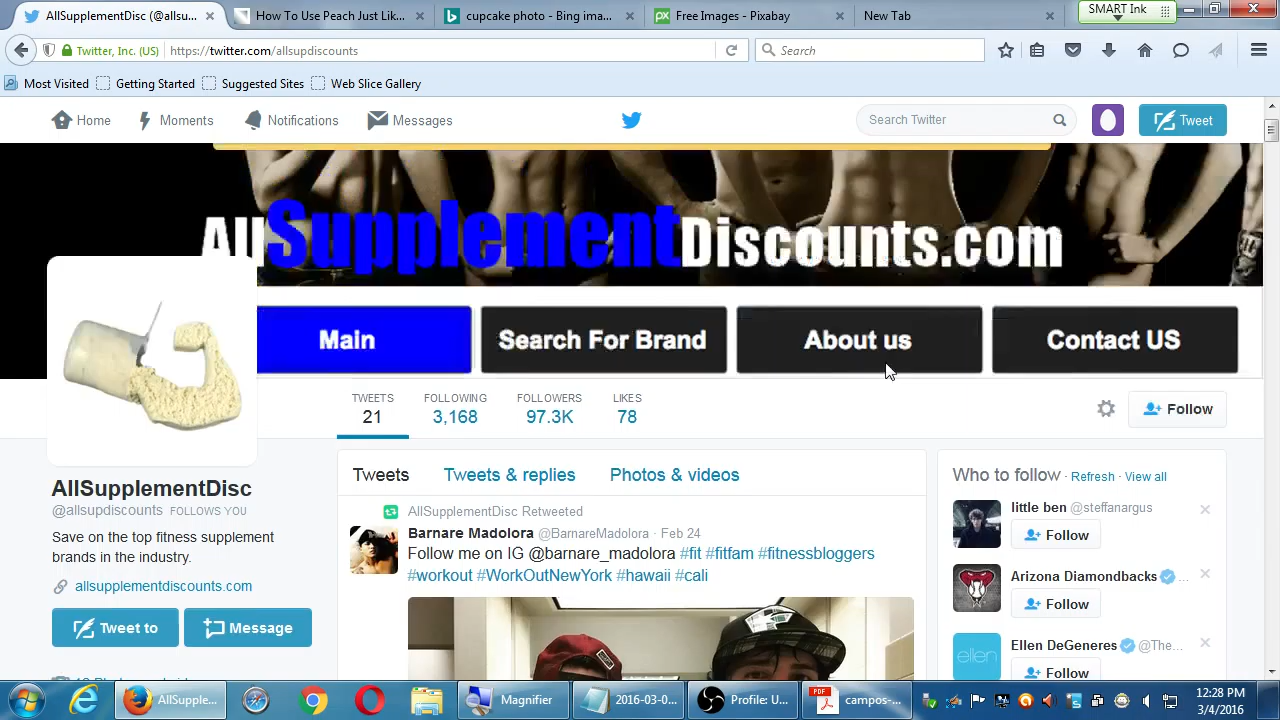 SMART Ink
AllSupplementDisc (@allsu...
How To Use Peach Just Lik...
cupcake photo - Bing ima...
Free Images - Pixabay
New Tab
Twitter, Inc. (US)
https://twitter.com/allsupdiscounts
Search
Most Visited
Getting Started
Suggested Sites
Web Slice Gallery
Home
Moments
Notifications
Messages
Search Twitter
Tweet
AllSupplementDiscounts.com
Main
Search For Brand
About us
Contact US
TWEETS
21
FOLLOWING
3,168
FOLLOWERS
97.3K
LIKES
78
Follow
AllSupplementDisc
@allsupdiscounts FOLLOWS YOU
Save on the top fitness supplement
brands in the industry.
allsupplementdiscounts.com
Tweet to
Message
Tweets
Tweets & replies
Photos & videos
AllSupplementDisc Retweeted
Barnare Madolora @BarnareMadolora · Feb 24
Follow me on IG @barnare_madolora #fit #fitfam #fitnessbloggers
#workout #WorkOutNewYork #hawaii #cali
Who to follow · Refresh · View all
little ben @steffanargus
Follow
Arizona Diamondbacks ...
Follow
ellen
Ellen DeGeneres @The...
Follow
AllSupple...
Magnifier
2016-03-0...
Profile: U...
PDF
campos-...
12:28 PM
3/4/2016